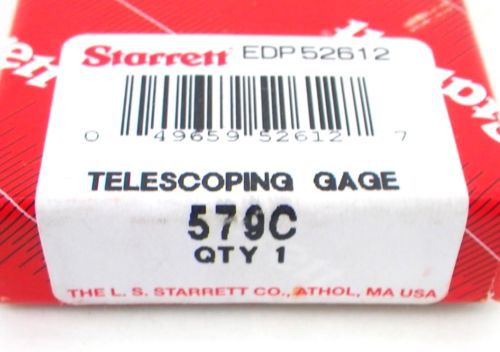 Starrett EDP 52612
0 49659 52612 7
TELESCOPING GAGE
579C
QTY 1
THE L. S. STARRETT CO., ATHOL, MA USA